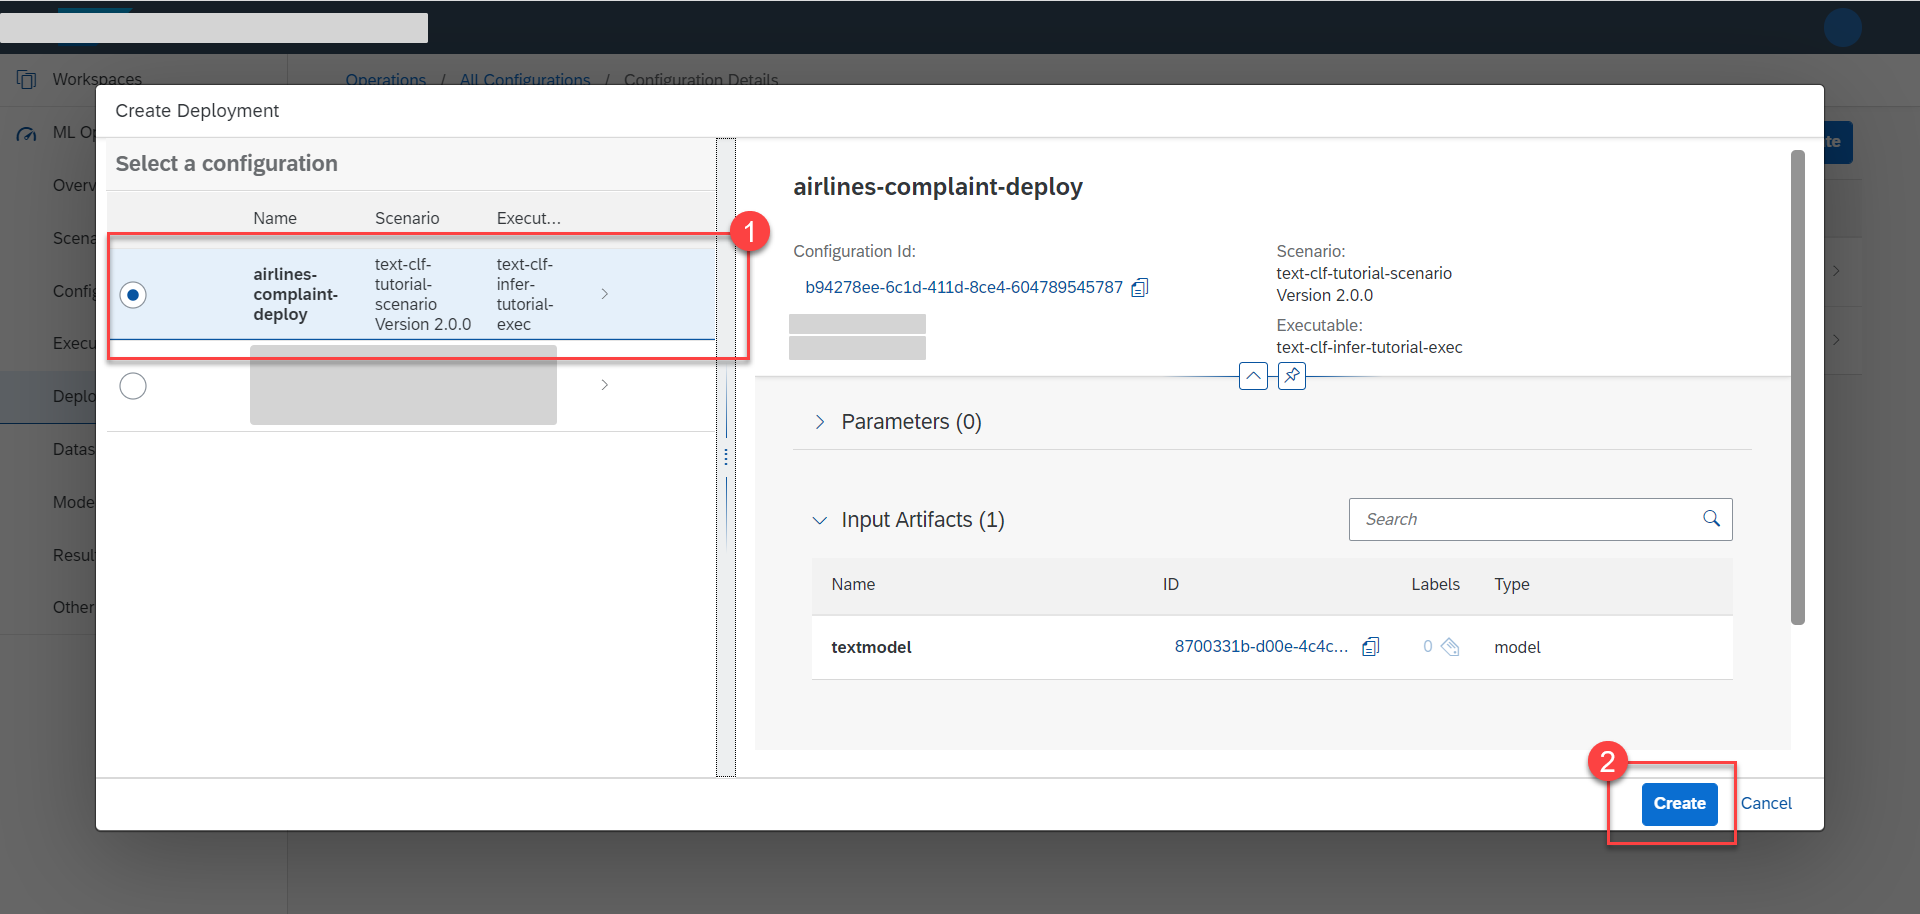 Workspaces
Operations / All Configurations / Configuration Details
Create Deployment
ML Op
te
Select a configuration
Overv
airlines-complaint-deploy
Name Scenario Execut...
1
Scena
Configuration Id:
b94278ee-6c1d-411d-8ce4-604789545787
Scenario:
text-clf-tutorial-scenario
Version 2.0.0
Executable:
text-clf-infer-tutorial-exec
airlines-
complaint-
deploy
text-clf-
tutorial-
scenario
Version 2.0.0
text-clf-
infer-
tutorial-
exec
Config
Execu
Deplo
Parameters (0)
Datas
Mode
Input Artifacts (1)
Search
Resul
Name ID Labels Type
Other
textmodel 8700331b-d00e-4c4c... 0 model
2
Create
Cancel